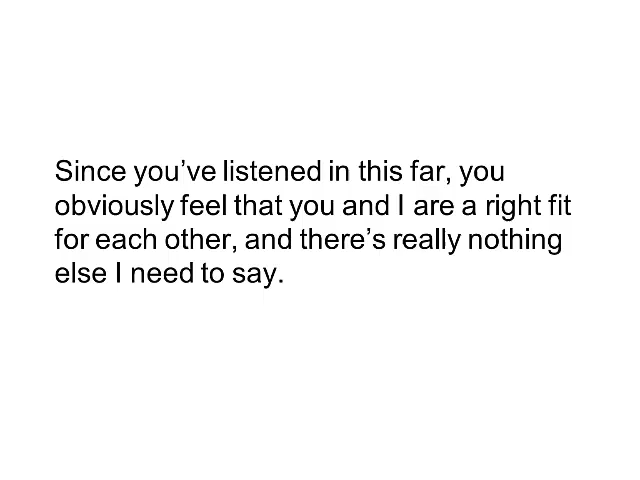 Since you’ve listened in this far, you
obviously feel that you and I are a right fit
for each other, and there’s really nothing
else I need to say.